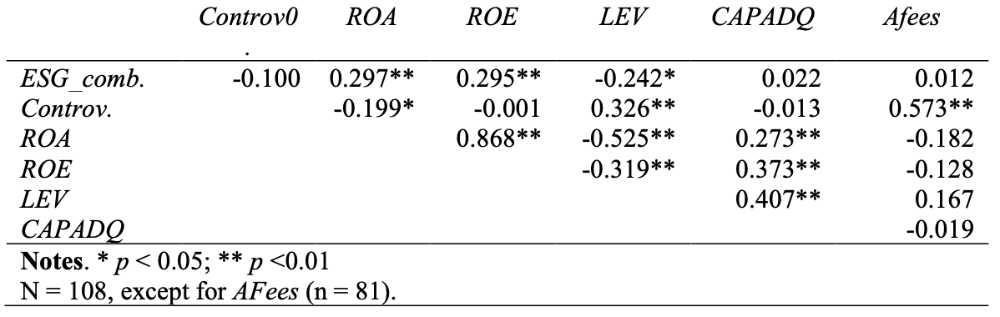 Controv0 ROA ROE LEV CAPADQ Afees
.
ESG_comb. -0.100 0.297** 0.295** -0.242* 0.022 0.012
Controv. -0.199* -0.001 0.326** -0.013 0.573**
ROA 0.868** -0.525** 0.273** -0.182
ROE -0.319** 0.373** -0.128
LEV 0.407** 0.167
CAPADQ -0.019
Notes. * p < 0.05; ** p <0.01
N = 108, except for AFees (n = 81).